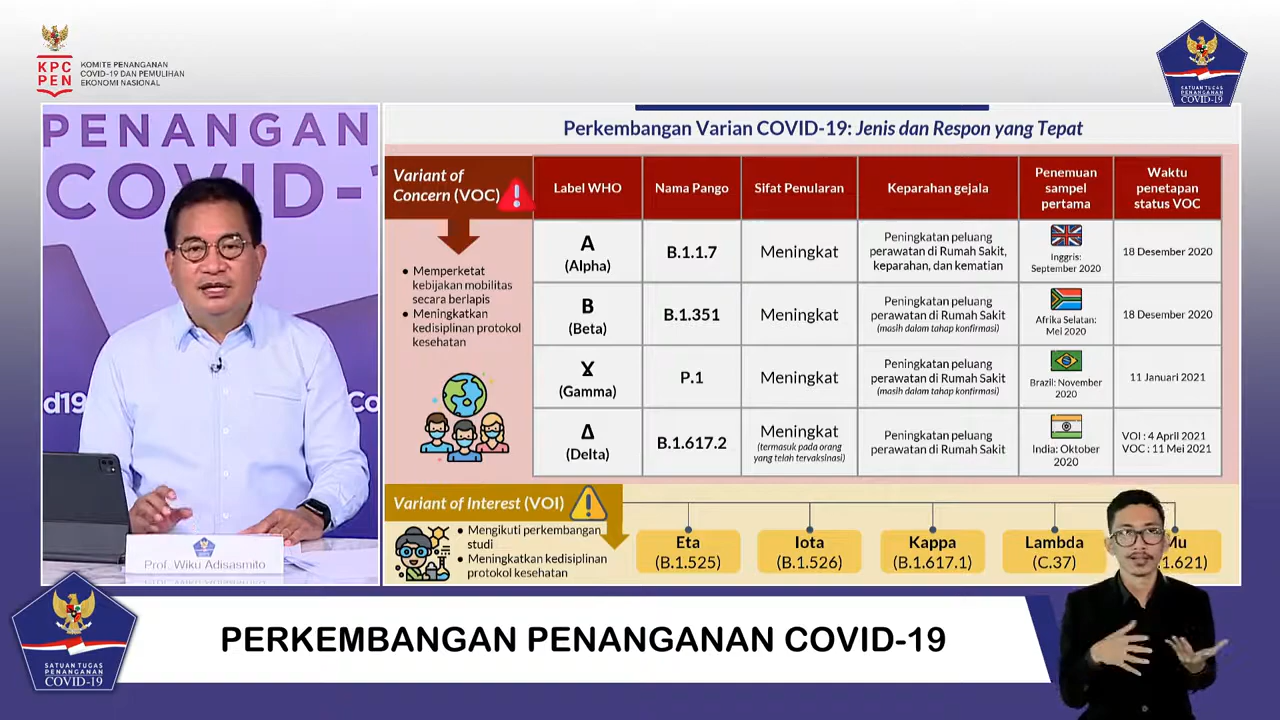 KPC
PEN
KOMITE PENANGANAN
COVID-19 DAN PEMULIHAN
EKONOMI NASIONAL
SATUAN TUGAS
PENANGANAN
COVID-19
PENANGAN
COVID-1
d19
Co
Prof. Wiku Adisasmito
Perkembangan Varian COVID-19: Jenis dan Respon yang Tepat
Variant of
Concern (VOC)
• Memperketat
kebijakan mobilitas
secara berlapis
• Meningkatkan
kedisiplinan protokol
kesehatan
Label WHO
Nama Pango
Sifat Penularan
Keparahan gejala
Penemuan
sampel
pertama
Waktu
penetapan
status VOC
Α
(Alpha)
B.1.1.7
Meningkat
Peningkatan peluang
perawatan di Rumah Sakit,
keparahan, dan kematian
Inggris:
September 2020
18 Desember 2020
B
(Beta)
B.1.351
Meningkat
Peningkatan peluang
perawatan di Rumah Sakit
(masih dalam tahap konfirmasi)
Afrika Selatan:
Mei 2020
18 Desember 2020
Ɣ
(Gamma)
P.1
Meningkat
Peningkatan peluang
perawatan di Rumah Sakit
(masih dalam tahap konfirmasi)
Brazil: November
2020
11 Januari 2021
Δ
(Delta)
B.1.617.2
Meningkat
(termasuk pada orang
yang telah tervaksinasi)
Peningkatan peluang
perawatan di Rumah Sakit
India: Oktober
2020
VOI : 4 April 2021
VOC : 11 Mei 2021
Variant of Interest (VOI)
• Mengikuti perkembangan
studi
• Meningkatkan kedisiplinan
protokol kesehatan
Eta
(B.1.525)
Iota
(B.1.526)
Kappa
(B.1.617.1)
Lambda
(C.37)
Mu
1.621)
SATUAN TUGAS
PENANGANAN
COVID-19
PERKEMBANGAN PENANGANAN COVID-19